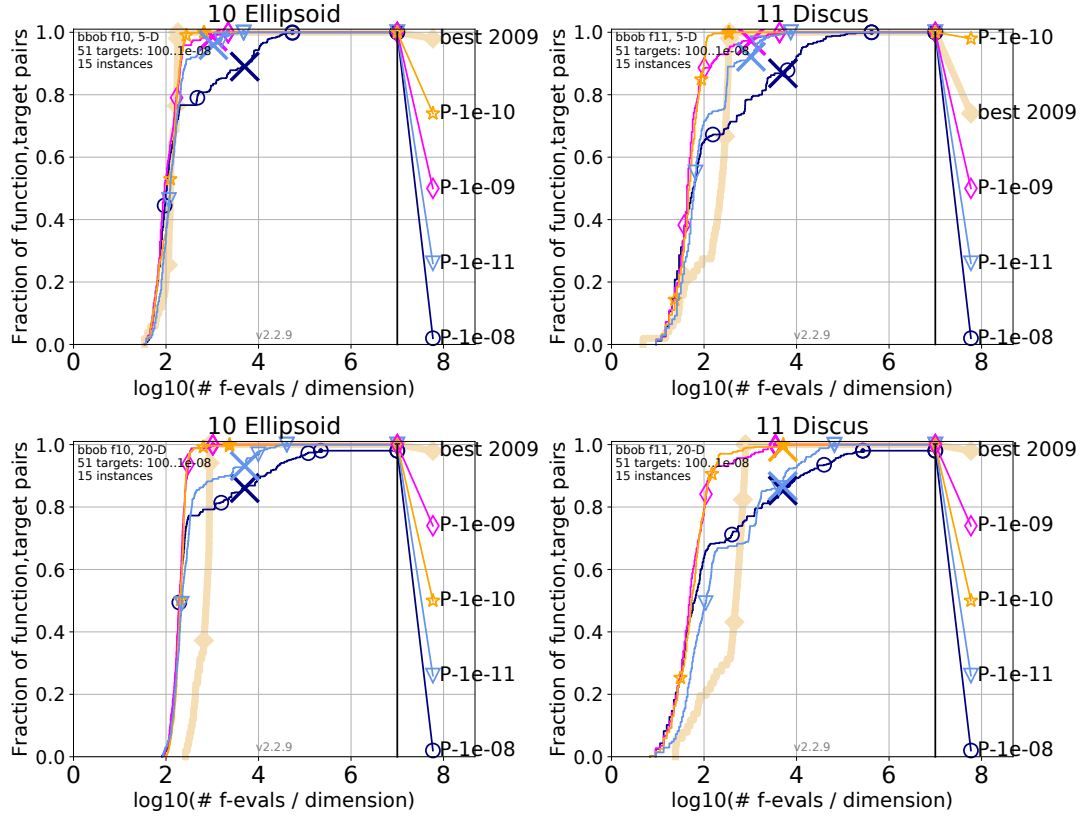 10 Ellipsoid
bbob f10, 5-D
51 targets: 100..1e-08
15 instances
Fraction of function,target pairs
1.0
0.8
0.6
0.4
0.2
0.0
0 2 4 6 8
log10(# f-evals / dimension)
v2.2.9
best 2009
P-1e-10
P-1e-09
P-1e-11
P-1e-08
11 Discus
bbob f11, 5-D
51 targets: 100..1e-08
15 instances
Fraction of function,target pairs
1.0
0.8
0.6
0.4
0.2
0.0
0 2 4 6 8
log10(# f-evals / dimension)
v2.2.9
P-1e-10
best 2009
P-1e-09
P-1e-11
P-1e-08
10 Ellipsoid
bbob f10, 20-D
51 targets: 100..1e-08
15 instances
Fraction of function,target pairs
1.0
0.8
0.6
0.4
0.2
0.0
0 2 4 6 8
log10(# f-evals / dimension)
v2.2.9
best 2009
P-1e-09
P-1e-10
P-1e-11
P-1e-08
11 Discus
bbob f11, 20-D
51 targets: 100..1e-08
15 instances
Fraction of function,target pairs
1.0
0.8
0.6
0.4
0.2
0.0
0 2 4 6 8
log10(# f-evals / dimension)
v2.2.9
best 2009
P-1e-09
P-1e-10
P-1e-11
P-1e-08